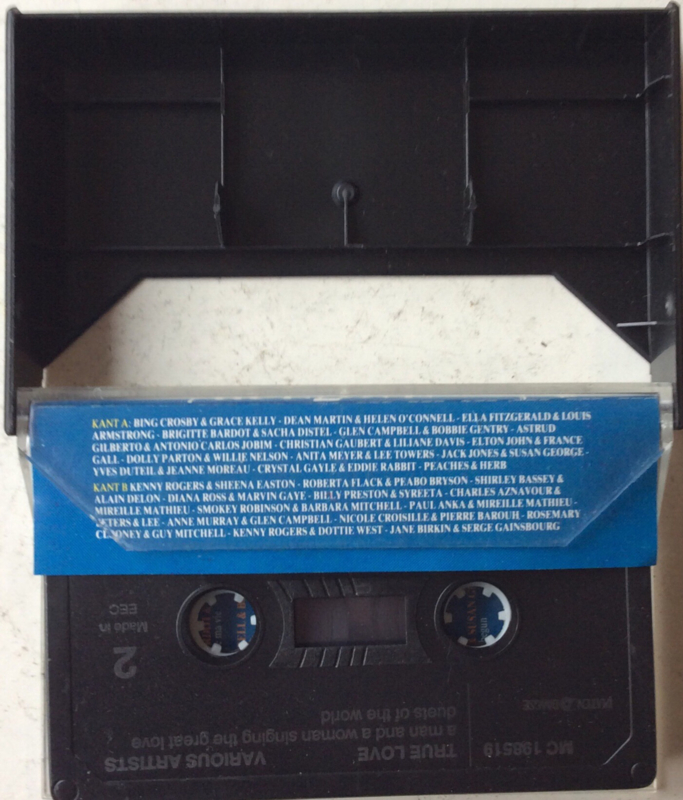 KANT A: BING CROSBY & GRACE KELLY - DEAN MARTIN & HELEN O'CONNELL - ELLA FITZGERALD & LOUIS
ARMSTRONG - BRIGITTE BARDOT & SACHA DISTEL - GLEN CAMPBELL & BOBBIE GENTRY - ASTRUD
GILBERTO & ANTONIO CARLOS JOBIM - CHRISTIAN GAUBERT & LILIANE DAVIS - ELTON JOHN & FRANCE
GALL - DOLLY PARTON & WILLIE NELSON - ANITA MEYER & LEE TOWERS - JACK JONES & SUSAN GEORGE -
YVES DUTEIL & JEANNE MOREAU - CRYSTAL GAYLE & EDDIE RABBIT - PEACHES & HERB
KANT B KENNY ROGERS & SHEENA EASTON - ROBERTA FLACK & PEABO BRYSON - SHIRLEY BASSEY &
ALAIN DELON - DIANA ROSS & MARVIN GAYE - BILLY PRESTON & SYREETA - CHARLES AZNAVOUR &
MIREILLE MATHIEU - SMOKEY ROBINSON & BARBARA MITCHELL - PAUL ANKA & MIREILLE MATHIEU -
PETERS & LEE - ANNE MURRAY & GLEN CAMPBELL - NICOLE CROISILLE & PIERRE BAROUH - ROSEMARY
CLOONEY & GUY MITCHELL - KENNY ROGERS & DOTTIE WEST - JANE BIRKIN & SERGE GAINSBOURG
MC 198519
TRUE LOVE
VARIOUS ARTISTS
a man and a woman singing the great love
duets of the world
2
Made in
EEC